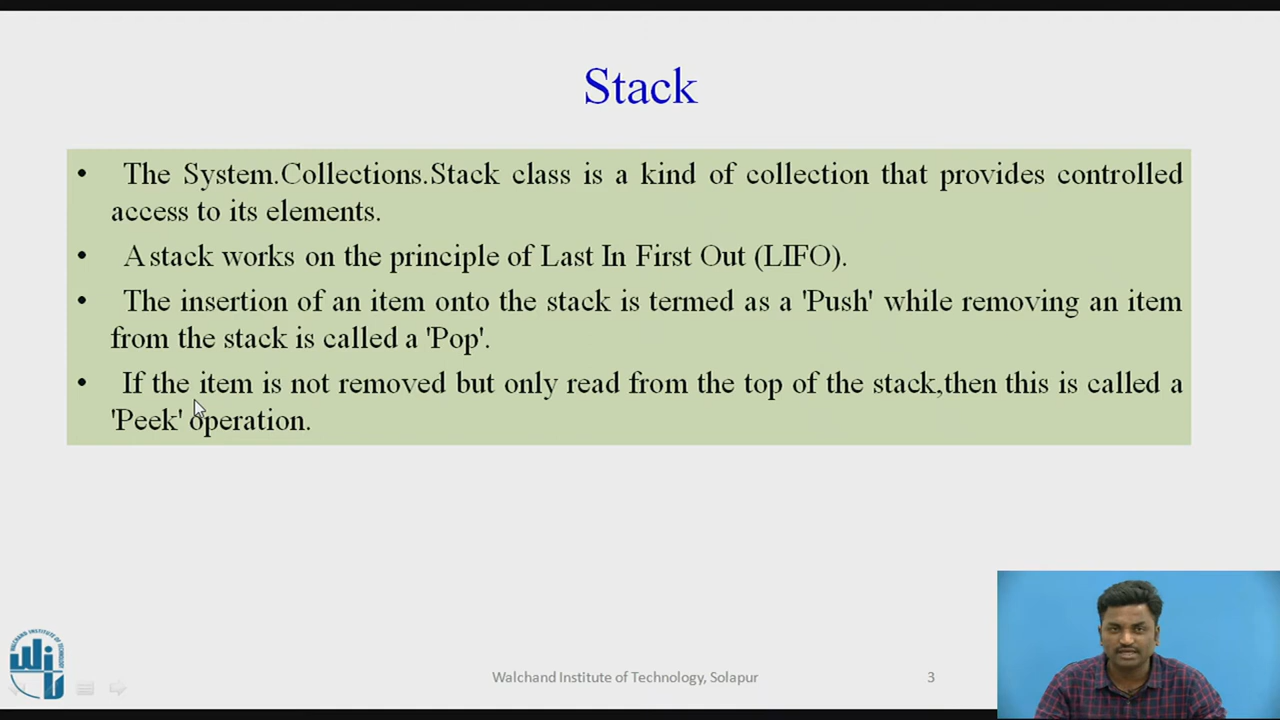 Stack
• The System.Collections.Stack class is a kind of collection that provides controlled
access to its elements.
• A stack works on the principle of Last In First Out (LIFO).
• The insertion of an item onto the stack is termed as a 'Push' while removing an item
from the stack is called a 'Pop'.
• If the item is not removed but only read from the top of the stack,then this is called a
'Peek' operation.
WALCHAND INSTITUTE OF TECHNOLOGY
Walchand Institute of Technology, Solapur
3